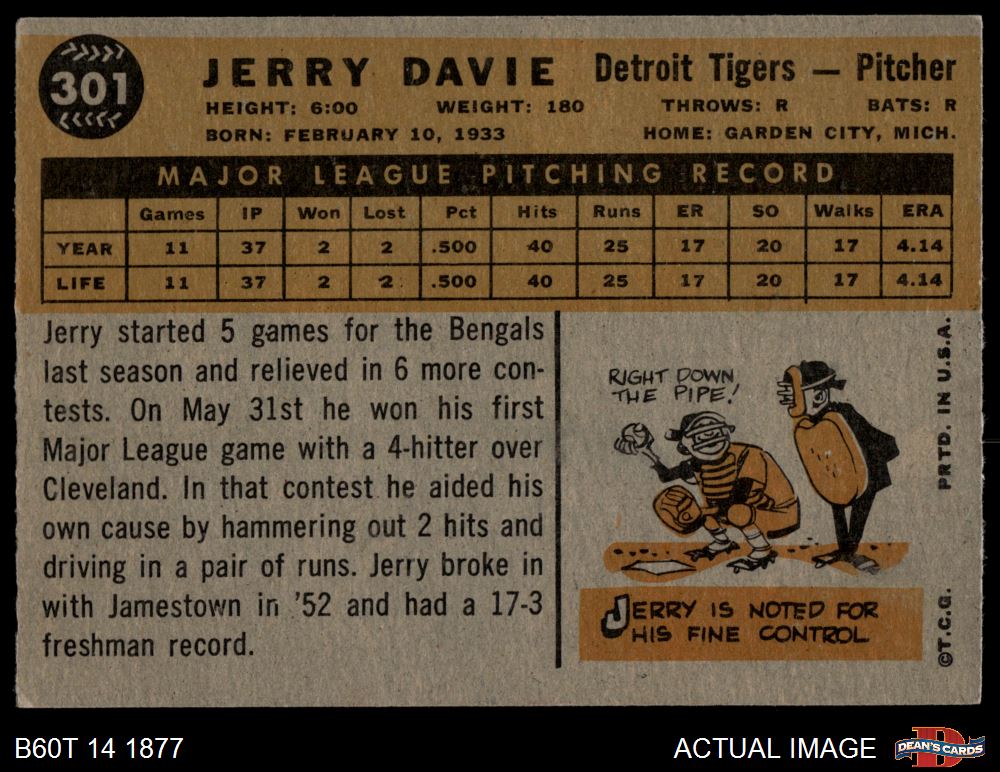 301
JERRY DAVIE Detroit Tigers — Pitcher
HEIGHT: 6:00 WEIGHT: 180 THROWS: R BATS: R
BORN: FEBRUARY 10, 1933 HOME: GARDEN CITY, MICH.
MAJOR LEAGUE PITCHING RECORD
Games IP Won Lost Pct Hits Runs ER SO Walks ERA
YEAR 11 37 2 2 .500 40 25 17 20 17 4.14
LIFE 11 37 2 2 .500 40 25 17 20 17 4.14
Jerry started 5 games for the Bengals
last season and relieved in 6 more con-
tests. On May 31st he won his first
Major League game with a 4-hitter over
Cleveland. In that contest he aided his
own cause by hammering out 2 hits and
driving in a pair of runs. Jerry broke in
with Jamestown in '52 and had a 17-3
freshman record.
RIGHT DOWN
THE PIPE!
JERRY IS NOTED FOR
HIS FINE CONTROL
©T.C.G. PRTD. IN U.S.A.
B60T 14 1877 ACTUAL IMAGE
D
DEAN'S CARDS